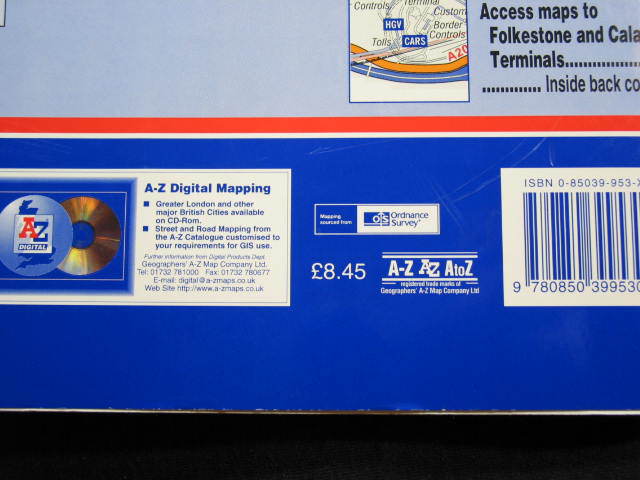 Controls
Terminal
Custom
HGV
Border
Controls
Tolls
CARS
A20
Access maps to
Folkestone and Cala
Terminals..................
............. Inside back co
A-Z Digital Mapping
■ Greater London and other
major British Cities available
on CD-Rom.
■ Street and Road Mapping from
the A-Z Catalogue customised to
your requirements for GIS use.
Further information from Digital Products Dept.
Geographers' A-Z Map Company Ltd.
Tel: 01732 781000 Fax: 01732 780677
E-mail: digital@a-zmaps.co.uk
Web Site http://www.a-zmaps.co.uk
AZ
DIGITAL
Mapping
sourced from
OS Ordnance
Survey®
£8.45
A-Z AZ AtoZ
registered trade marks of
Geographers' A-Z Map Company Ltd
ISBN 0-85039-953-X
9 780850 399530